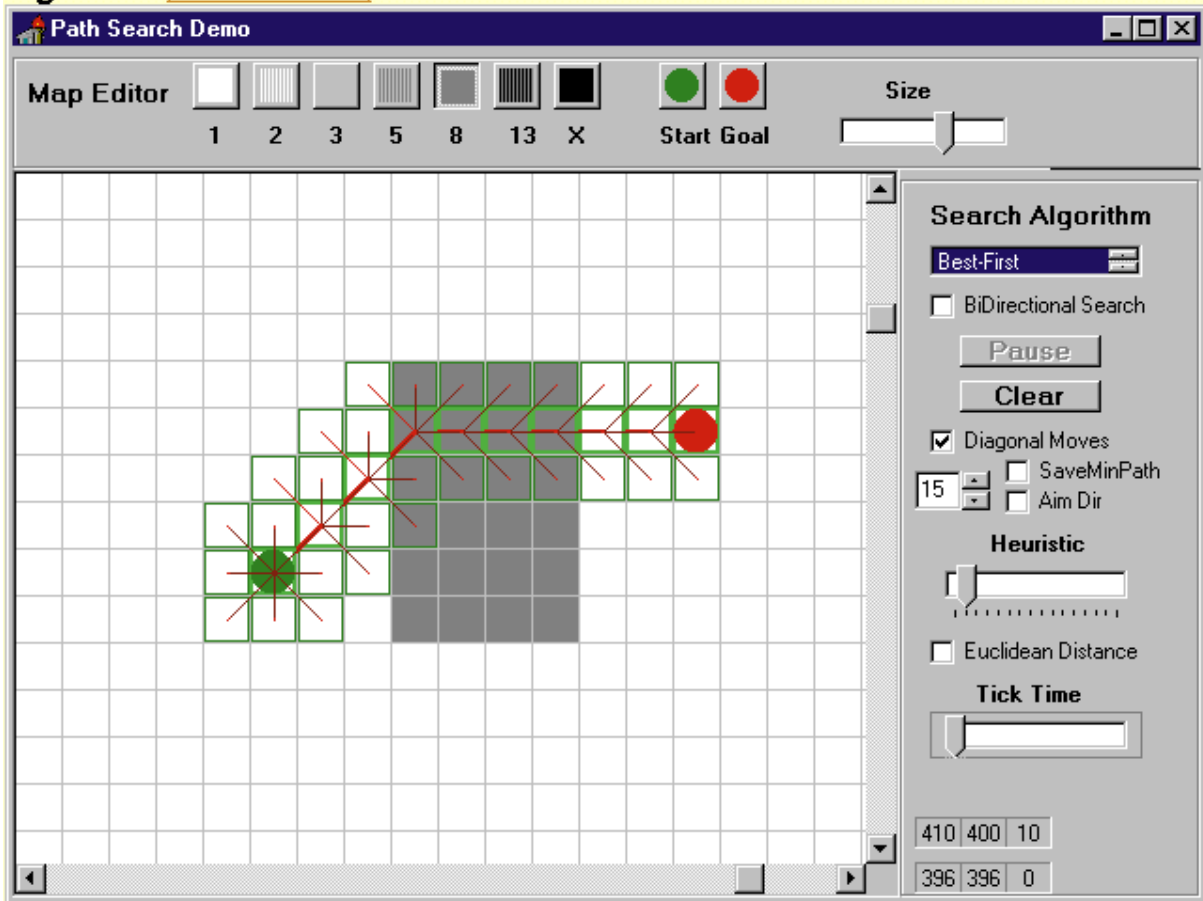 Path Search Demo
Map Editor
Size
1 2 3 5 8 13 X Start Goal
Search Algorithm
Best-First
BiDirectional Search
Pause
Clear
Diagonal Moves
15
SaveMinPath
Aim Dir
Heuristic
Euclidean Distance
Tick Time
410 400 10
396 396 0